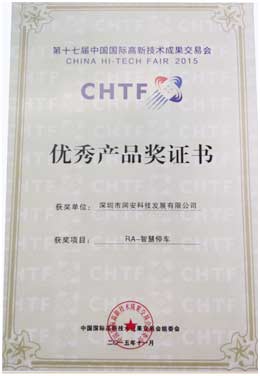 第十七届中国国际高新技术成果交易会
CHINA HI-TECH FAIR 2015
CHTF
优秀产品奖证书
获奖单位： 深圳市润安科技发展有限公司
获奖项目： RA-智慧停车
中国国际高新技术成果交易会组委会
二〇一五年十一月